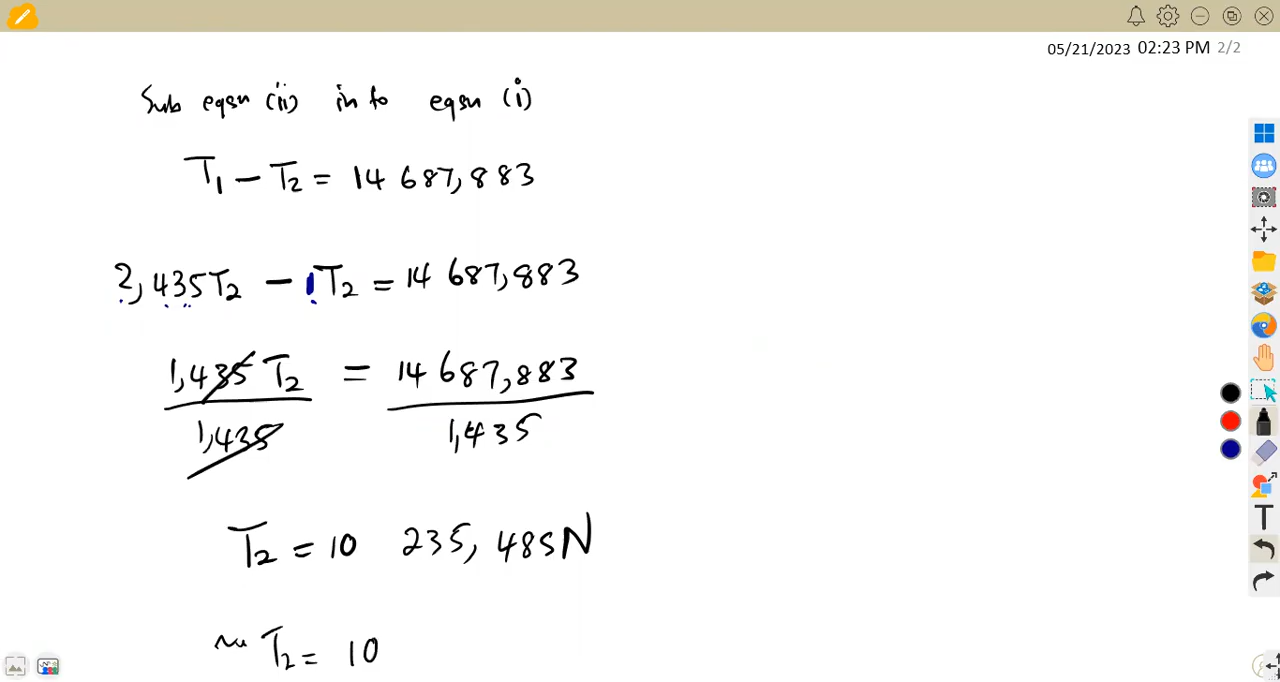 05/21/2023 02:23 PM 2/2
Sub eqsn (ii) in to eqsn (i)
T₁ − T₂ = 14 687,883
2,435T₂ − 1T₂ = 14 687,883
1,435 T₂ = 14 687,883
1,435 1,435
T₂ = 10 235,485N
T₂ = 10